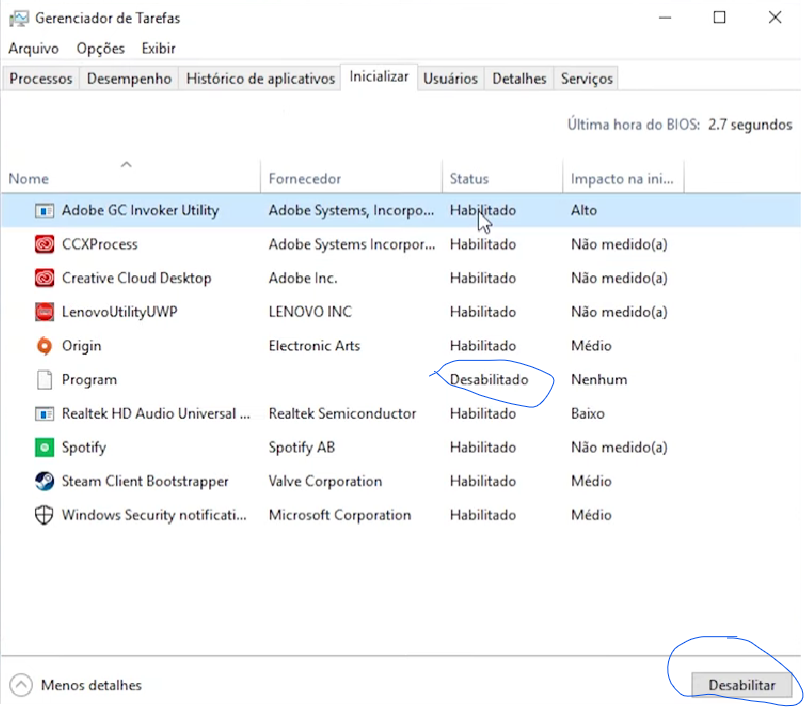 Gerenciador de Tarefas
Arquivo Opções Exibir
Processos Desempenho Histórico de aplicativos Inicializar Usuários Detalhes Serviços
Última hora do BIOS: 2.7 segundos
Nome Fornecedor Status Impacto na ini...
Adobe GC Invoker Utility Adobe Systems, Incorpo... Habilitado Alto
CCXProcess Adobe Systems Incorpor... Habilitado Não medido(a)
Creative Cloud Desktop Adobe Inc. Habilitado Não medido(a)
LenovoUtilityUWP LENOVO INC Habilitado Não medido(a)
Origin Electronic Arts Habilitado Médio
Program Desabilitado Nenhum
Realtek HD Audio Universal ... Realtek Semiconductor Habilitado Baixo
Spotify Spotify AB Habilitado Não medido(a)
Steam Client Bootstrapper Valve Corporation Habilitado Médio
Windows Security notificati... Microsoft Corporation Habilitado Médio
Menos detalhes Desabilitar